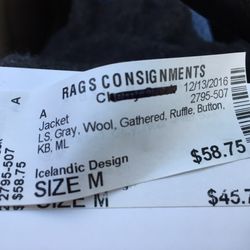 RAGS CONSIGNMENTS
12/13/2016
A
2795-507
Jacket
LS, Gray, Wool, Gathered, Ruffle, Button,
KB, ML
$58.75
Icelandic Design
SIZE M
A
2795-507
$58.75
$45.7